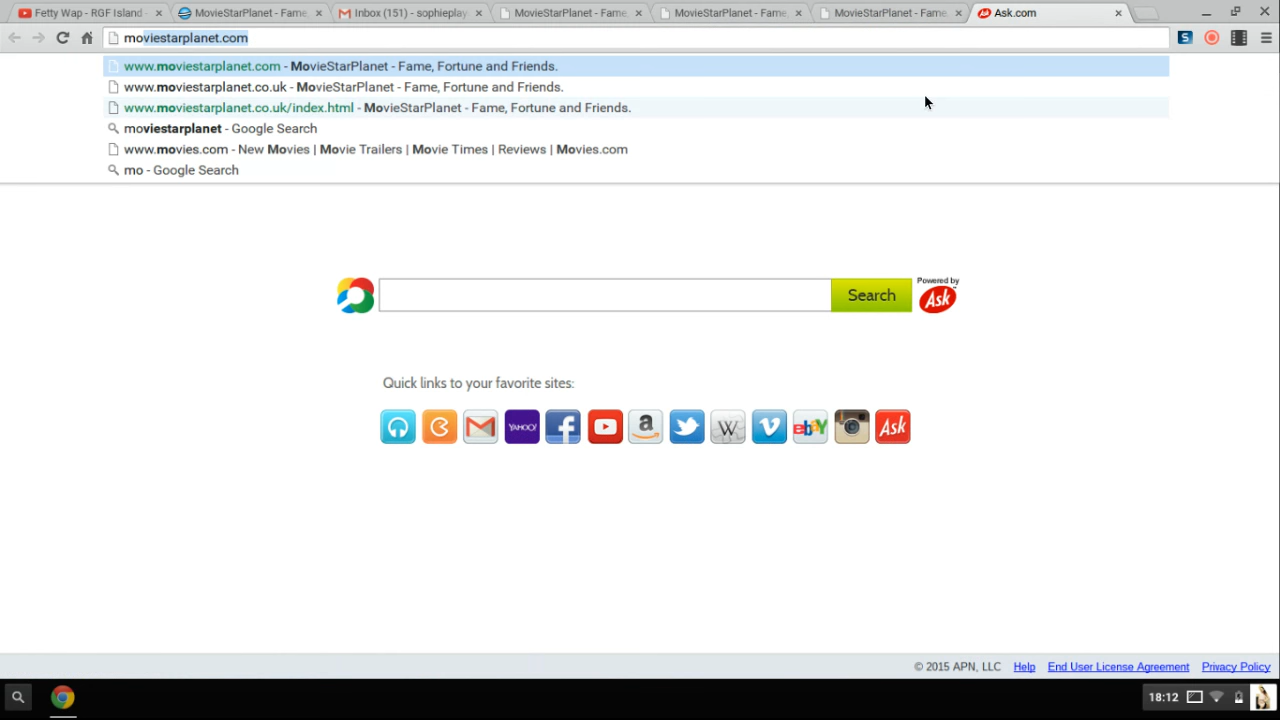 Fetty Wap - RGF Island -
MovieStarPlanet - Fame,
Inbox (151) - sophieplay
MovieStarPlanet - Fame,
MovieStarPlanet - Fame,
MovieStarPlanet - Fame,
Ask.com
moviestarplanet.com
www.moviestarplanet.com - MovieStarPlanet - Fame, Fortune and Friends.
www.moviestarplanet.co.uk - MovieStarPlanet - Fame, Fortune and Friends.
www.moviestarplanet.co.uk/index.html - MovieStarPlanet - Fame, Fortune and Friends.
moviestarplanet - Google Search
www.movies.com - New Movies | Movie Trailers | Movie Times | Reviews | Movies.com
mo - Google Search
Search
Powered by
Ask
Quick links to your favorite sites:
YAHOO!
f
a
W
ebay
Ask
© 2015 APN, LLC Help End User License Agreement Privacy Policy
18:12